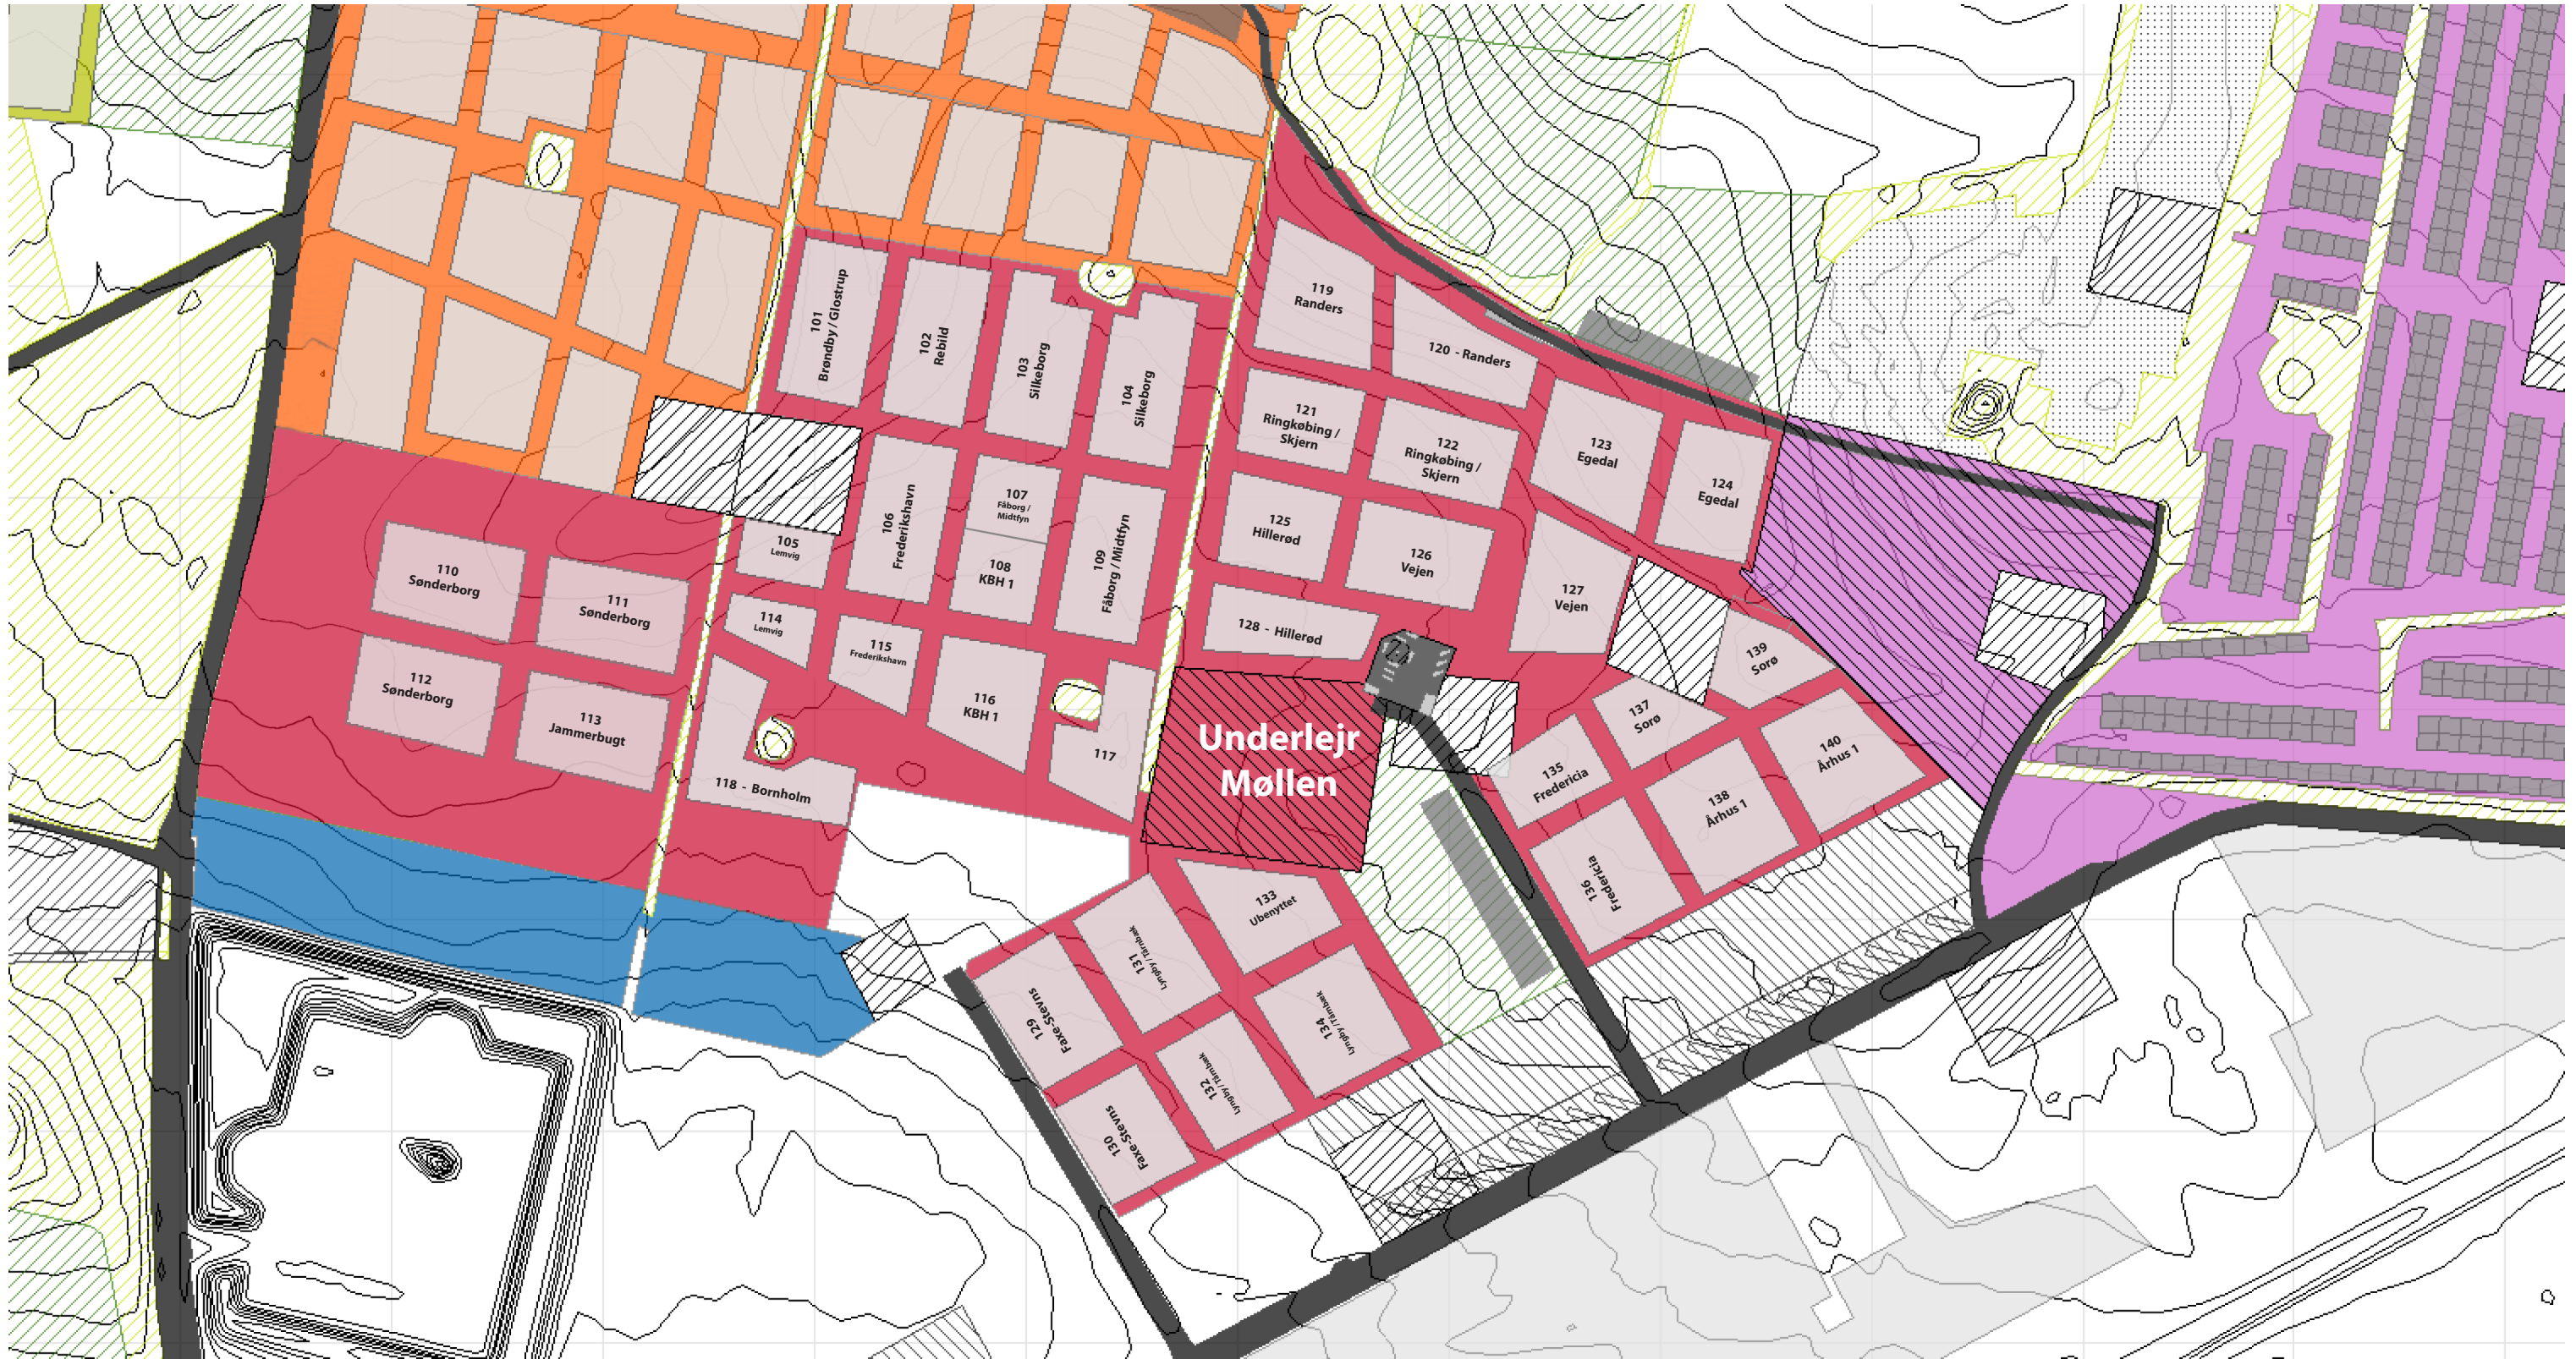 101
Brøndby / Glostrup
102
Rebild
103
Silkeborg
104
Silkeborg
119
Randers
120 - Randers
121
Ringkøbing /
Skjern
122
Ringkøbing /
Skjern
123
Egedal
124
Egedal
105
Lemvig
106
Frederikshavn
107
Fåborg /
Midtfyn
108
KBH 1
109
Fåborg / Midtfyn
125
Hillerød
126
Vejen
127
Vejen
128 - Hillerød
110
Sønderborg
111
Sønderborg
112
Sønderborg
113
Jammerbugt
114
Lemvig
115
Frederikshavn
116
KBH 1
117
118 - Bornholm
Underlejr
Møllen
139
Sorø
137
Sorø
135
Fredericia
140
Århus 1
138
Århus 1
136
Fredericia
133
Ubenyttet
131
Lyngby / Tårnbæk
129
Faxe-Stevns
134
Lyngby / Tårnbæk
132
Lyngby / Tårnbæk
130
Faxe-Stevns